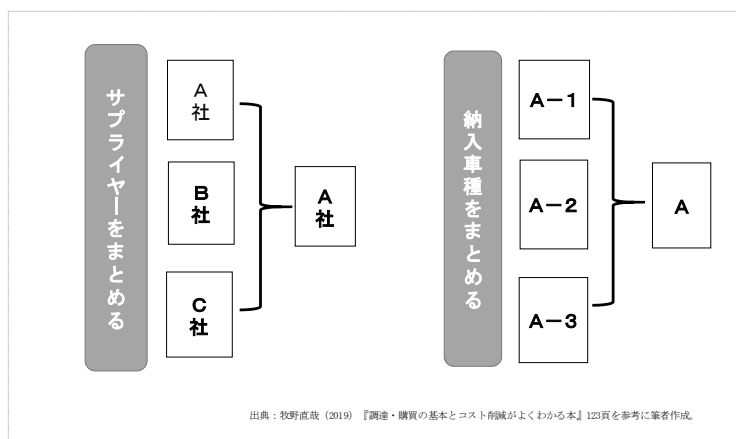 サプライヤーをまとめる
A
社
B
社
C
社
A
社
納入車種をまとめる
A－1
A－2
A－3
A
出典：牧野直哉（2019）『調達・購買の基本とコスト削減がよくわかる本』123頁を参考に筆者作成。